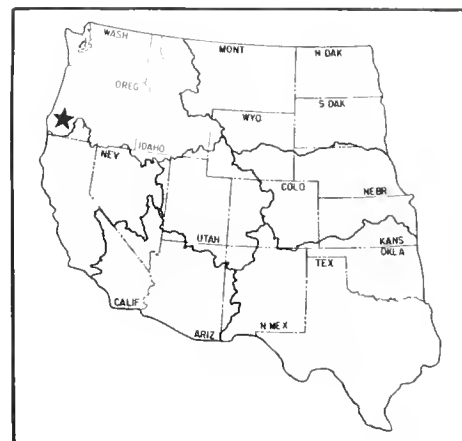 WASH
MONT
N DAK
OREG
S DAK
WYO
IDAHO
NEV
COLO
NEBR
UTAH
KANS
OKLA
TEX
CALIF
N MEX
ARIZ